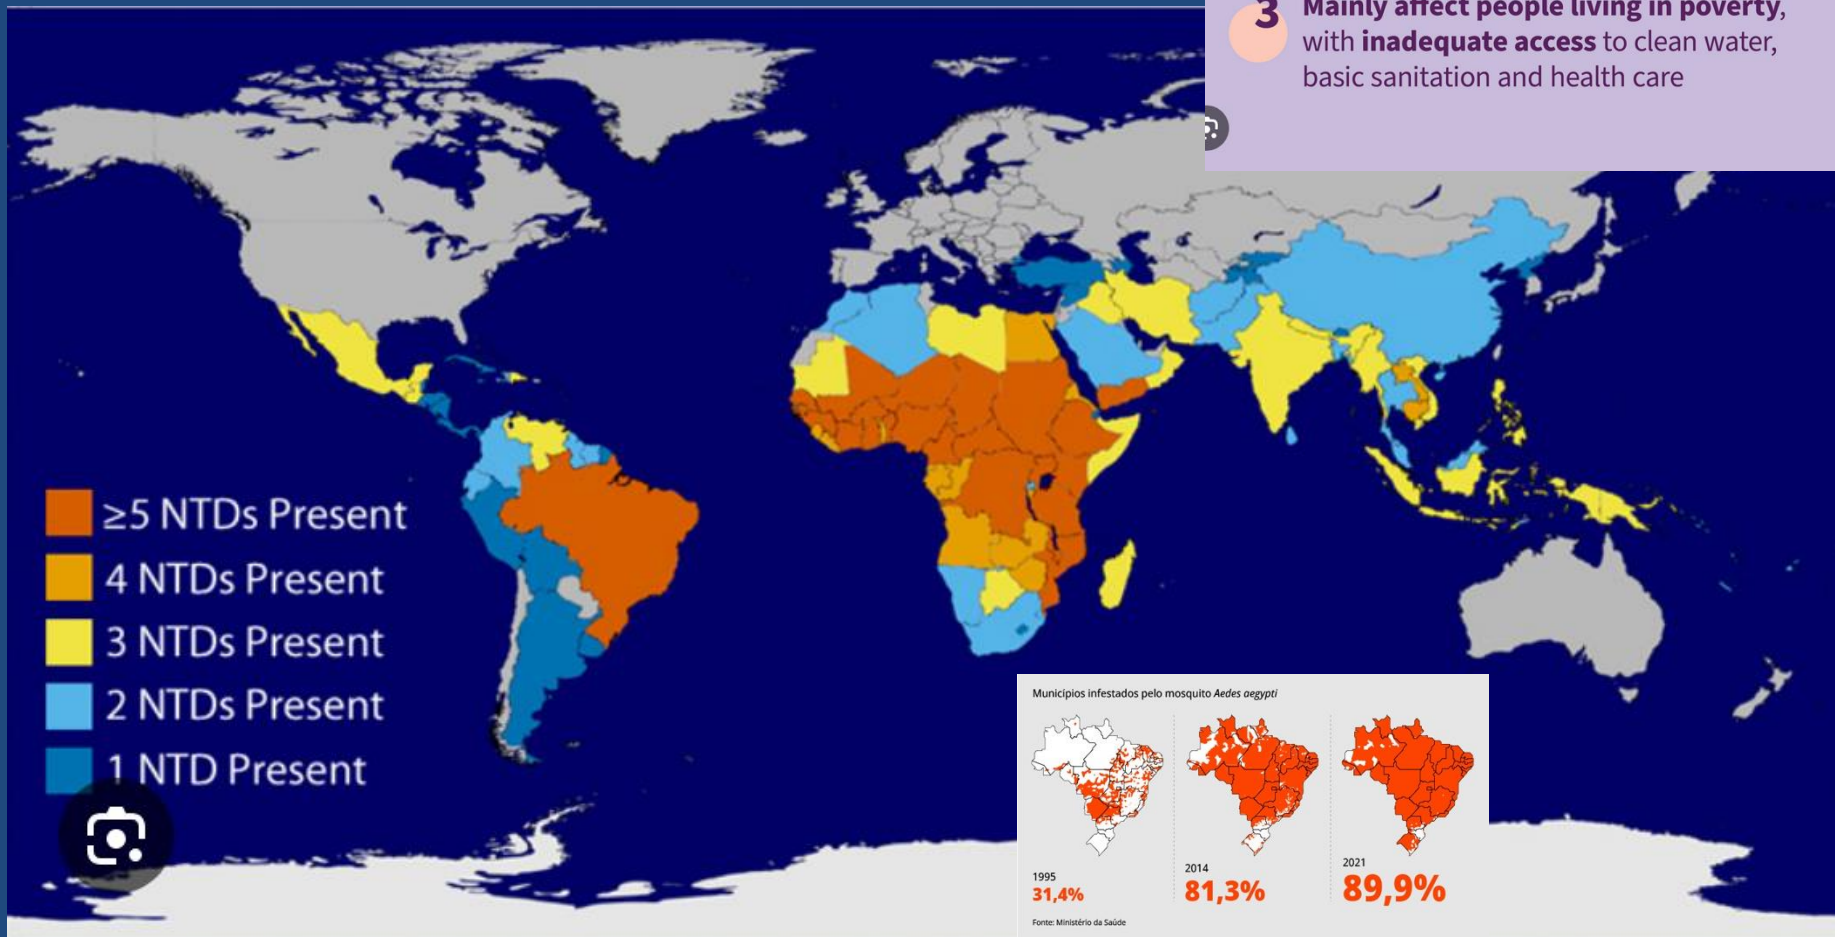 3 Mainly affect people living in poverty,
with inadequate access to clean water,
basic sanitation and health care
≥5 NTDs Present
4 NTDs Present
3 NTDs Present
2 NTDs Present
1 NTD Present
Municípios infestados pelo mosquito Aedes aegypti
1995
31,4%
2014
81,3%
2021
89,9%
Fonte: Ministério da Saúde